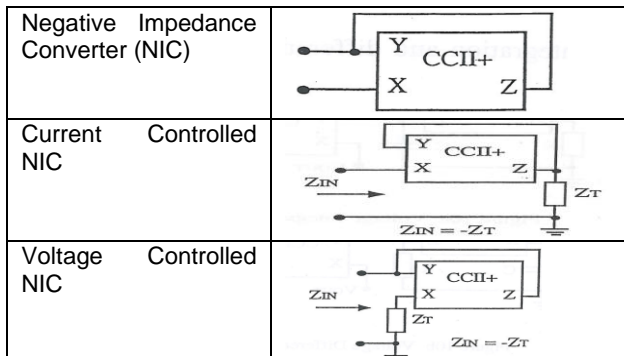 Negative Impedance
Converter (NIC)
Y
CCII+
X
Z
Current Controlled
NIC
Y
CCII+
X
Z
ZIN
ZT
ZIN = -ZT
Voltage Controlled
NIC
Y
CCII+
X
Z
ZIN
ZT
ZIN = -ZT